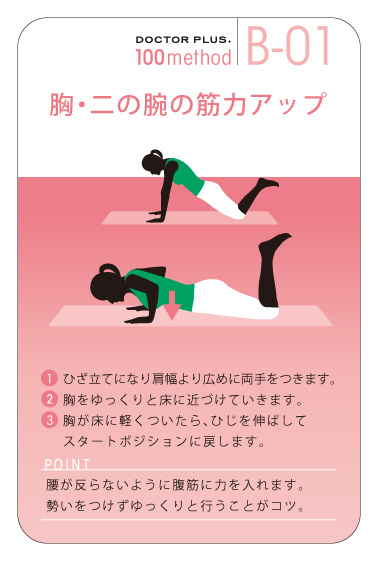 DOCTOR PLUS.
100method
B-01
胸・二の腕の筋力アップ
1 ひざ立てになり肩幅より広めに両手をつきます。
2 胸をゆっくりと床に近づけていきます。
3 胸が床に軽くついたら、ひじを伸ばして
スタートポジションに戻します。
POINT
腰が反らないように腹筋に力を入れます。
勢いをつけずゆっくりと行うことがコツ。